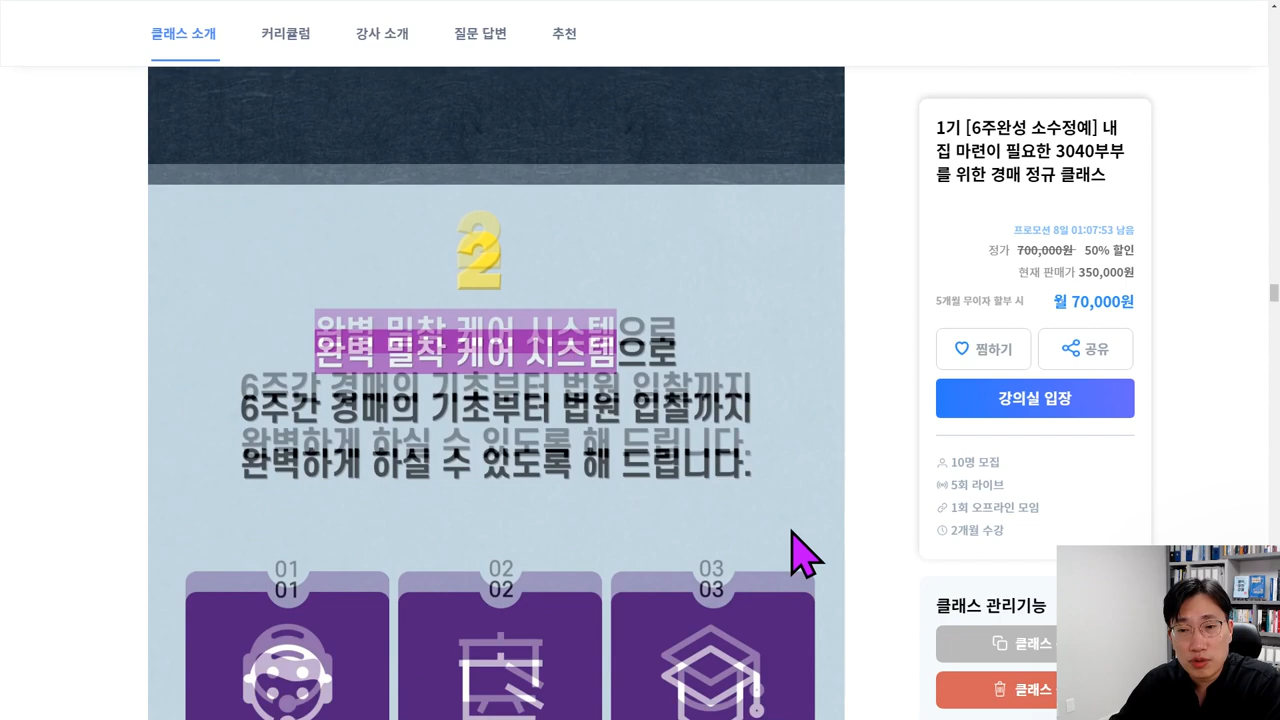 클래스 소개
커리큘럼
강사 소개
질문 답변
추천
2
완벽 밀착 케어 시스템으로
6주간 경매의 기초부터 법원 입찰까지
완벽하게 하실 수 있도록 해 드립니다.
01
02
03
1기 [6주완성 소수정예] 내
집 마련이 필요한 3040부부
를 위한 경매 정규 클래스
프로모션 8일 01:07:53 남음
정가 700,000원 50% 할인
현재 판매가 350,000원
5개월 무이자 할부 시 월 70,000원
찜하기
공유
강의실 입장
10명 모집
5회 라이브
1회 오프라인 모임
2개월 수강
클래스 관리기능
클래스
클래스